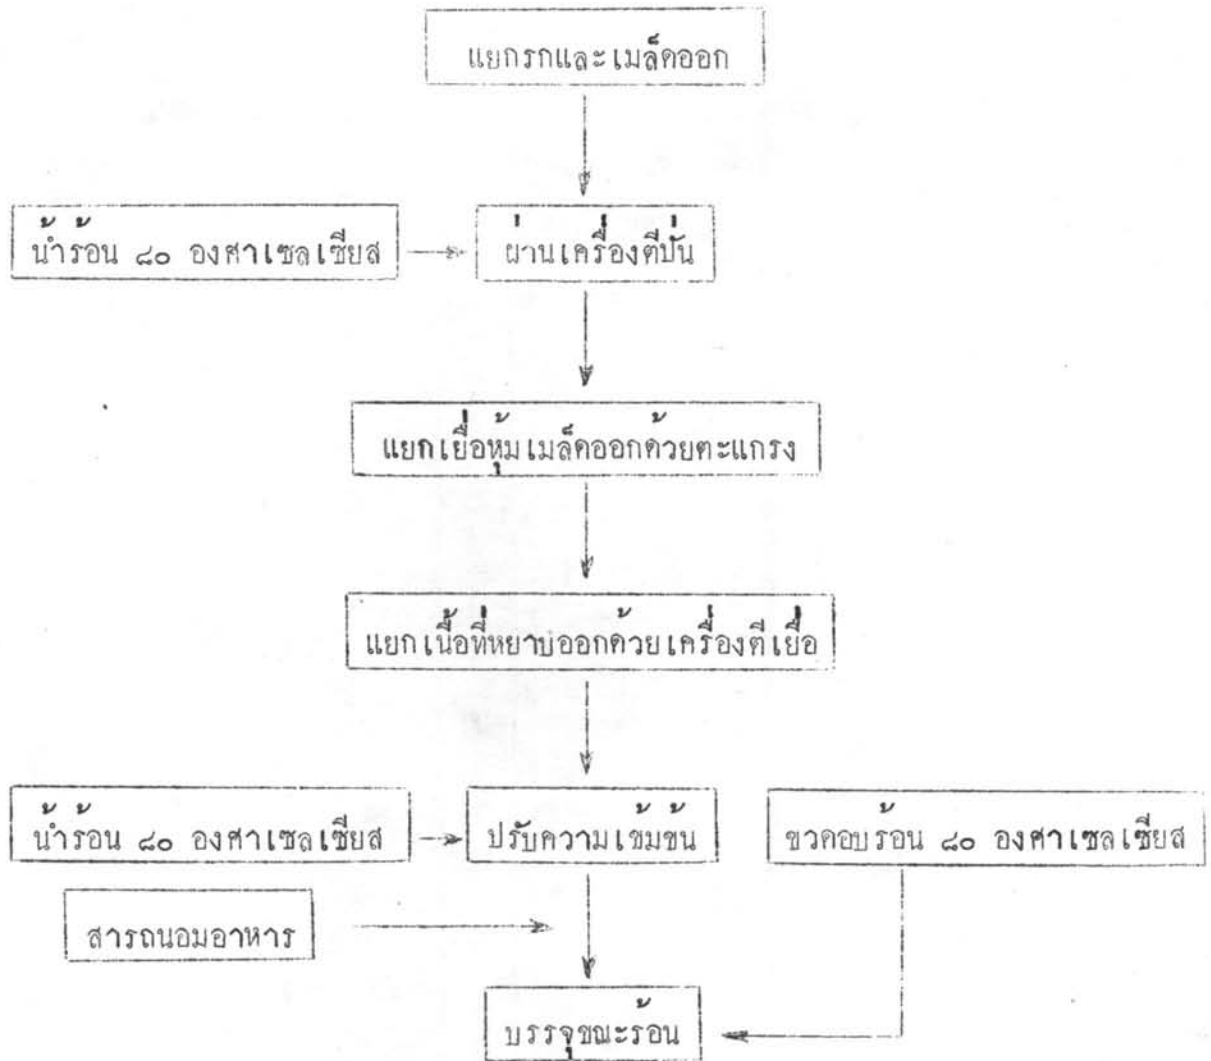 แยกรกและเมล็ดออก
น้ำร้อน ๘๐ องศาเซลเซียส
ผ่านเครื่องตีปั่น
แยกเยื่อหุ้มเมล็ดออกด้วยตะแกรง
แยกเนื้อที่หยาบออกด้วยเครื่องตีเยื่อ
น้ำร้อน ๘๐ องศาเซลเซียส
ปรับความเข้มข้น
ขวดอบร้อน ๘๐ องศาเซลเซียส
สารถนอมอาหาร
บรรจุขณะร้อน